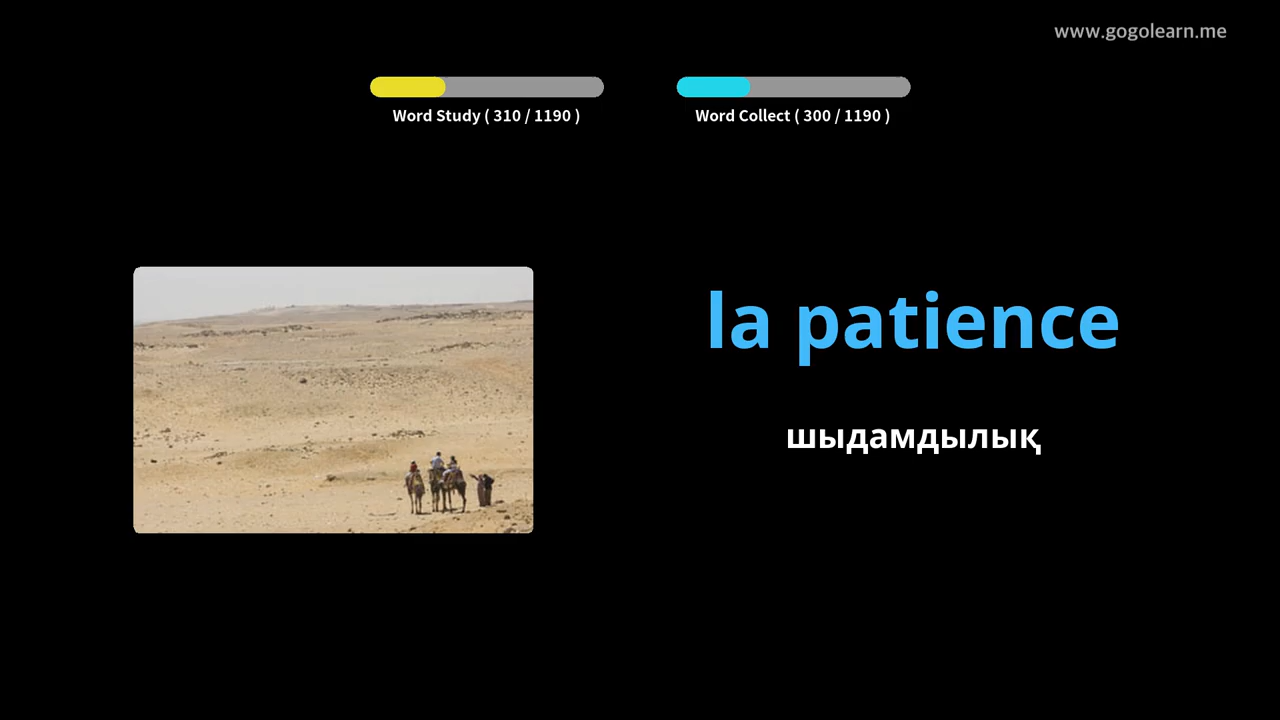 www.gogolearn.me
Word Study ( 310 / 1190 )
Word Collect ( 300 / 1190 )
la patience
шыдамдылық